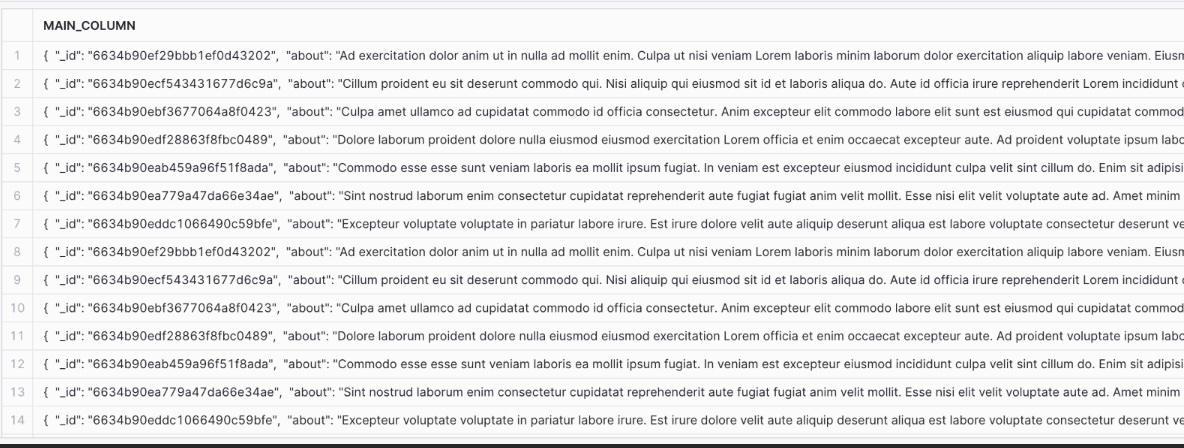 MAIN_COLUMN
1 { "_id": "6634b90ef29bbb1ef0d43202", "about": "Ad exercitation dolor anim ut in nulla ad mollit enim. Culpa ut nisi veniam Lorem laboris minim laborum dolor exercitation aliquip labore veniam. Eiusm
2 { "_id": "6634b90ecf543431677d6c9a", "about": "Cillum proident eu sit deserunt commodo qui. Nisi aliquip qui eiusmod sit id et laboris aliqua do. Aute id officia irure reprehenderit Lorem incididunt
3 { "_id": "6634b90ebf3677064a8f0423", "about": "Culpa amet ullamco ad cupidatat commodo id officia consectetur. Anim excepteur elit commodo labore elit sunt est eiusmod qui cupidatat commod
4 { "_id": "6634b90edf28863f8fbc0489", "about": "Dolore laborum proident dolore nulla eiusmod eiusmod exercitation Lorem officia et enim occaecat excepteur aute. Ad proident voluptate ipsum labo
5 { "_id": "6634b90eab459a96f51f8ada", "about": "Commodo esse esse sunt veniam laboris ea mollit ipsum fugiat. In veniam est excepteur eiusmod incididunt culpa velit sint cillum do. Enim sit adipisi
6 { "_id": "6634b90ea779a47da66e34ae", "about": "Sint nostrud laborum enim consectetur cupidatat reprehenderit aute fugiat fugiat anim velit mollit. Esse nisi elit velit voluptate aute ad. Amet minim
7 { "_id": "6634b90eddc1066490c59bfe", "about": "Excepteur voluptate voluptate in pariatur labore irure. Est irure dolore velit aute aliquip deserunt aliqua est labore voluptate consectetur deserunt ve
8 { "_id": "6634b90ef29bbb1ef0d43202", "about": "Ad exercitation dolor anim ut in nulla ad mollit enim. Culpa ut nisi veniam Lorem laboris minim laborum dolor exercitation aliquip labore veniam. Eiusm
9 { "_id": "6634b90ecf543431677d6c9a", "about": "Cillum proident eu sit deserunt commodo qui. Nisi aliquip qui eiusmod sit id et laboris aliqua do. Aute id officia irure reprehenderit Lorem incididunt
10 { "_id": "6634b90ebf3677064a8f0423", "about": "Culpa amet ullamco ad cupidatat commodo id officia consectetur. Anim excepteur elit commodo labore elit sunt est eiusmod qui cupidatat commod
11 { "_id": "6634b90edf28863f8fbc0489", "about": "Dolore laborum proident dolore nulla eiusmod eiusmod exercitation Lorem officia et enim occaecat excepteur aute. Ad proident voluptate ipsum labo
12 { "_id": "6634b90eab459a96f51f8ada", "about": "Commodo esse esse sunt veniam laboris ea mollit ipsum fugiat. In veniam est excepteur eiusmod incididunt culpa velit sint cillum do. Enim sit adipisi
13 { "_id": "6634b90ea779a47da66e34ae", "about": "Sint nostrud laborum enim consectetur cupidatat reprehenderit aute fugiat fugiat anim velit mollit. Esse nisi elit velit voluptate aute ad. Amet minim
14 { "_id": "6634b90eddc1066490c59bfe", "about": "Excepteur voluptate voluptate in pariatur labore irure. Est irure dolore velit aute aliquip deserunt aliqua est labore voluptate consectetur deserunt ve